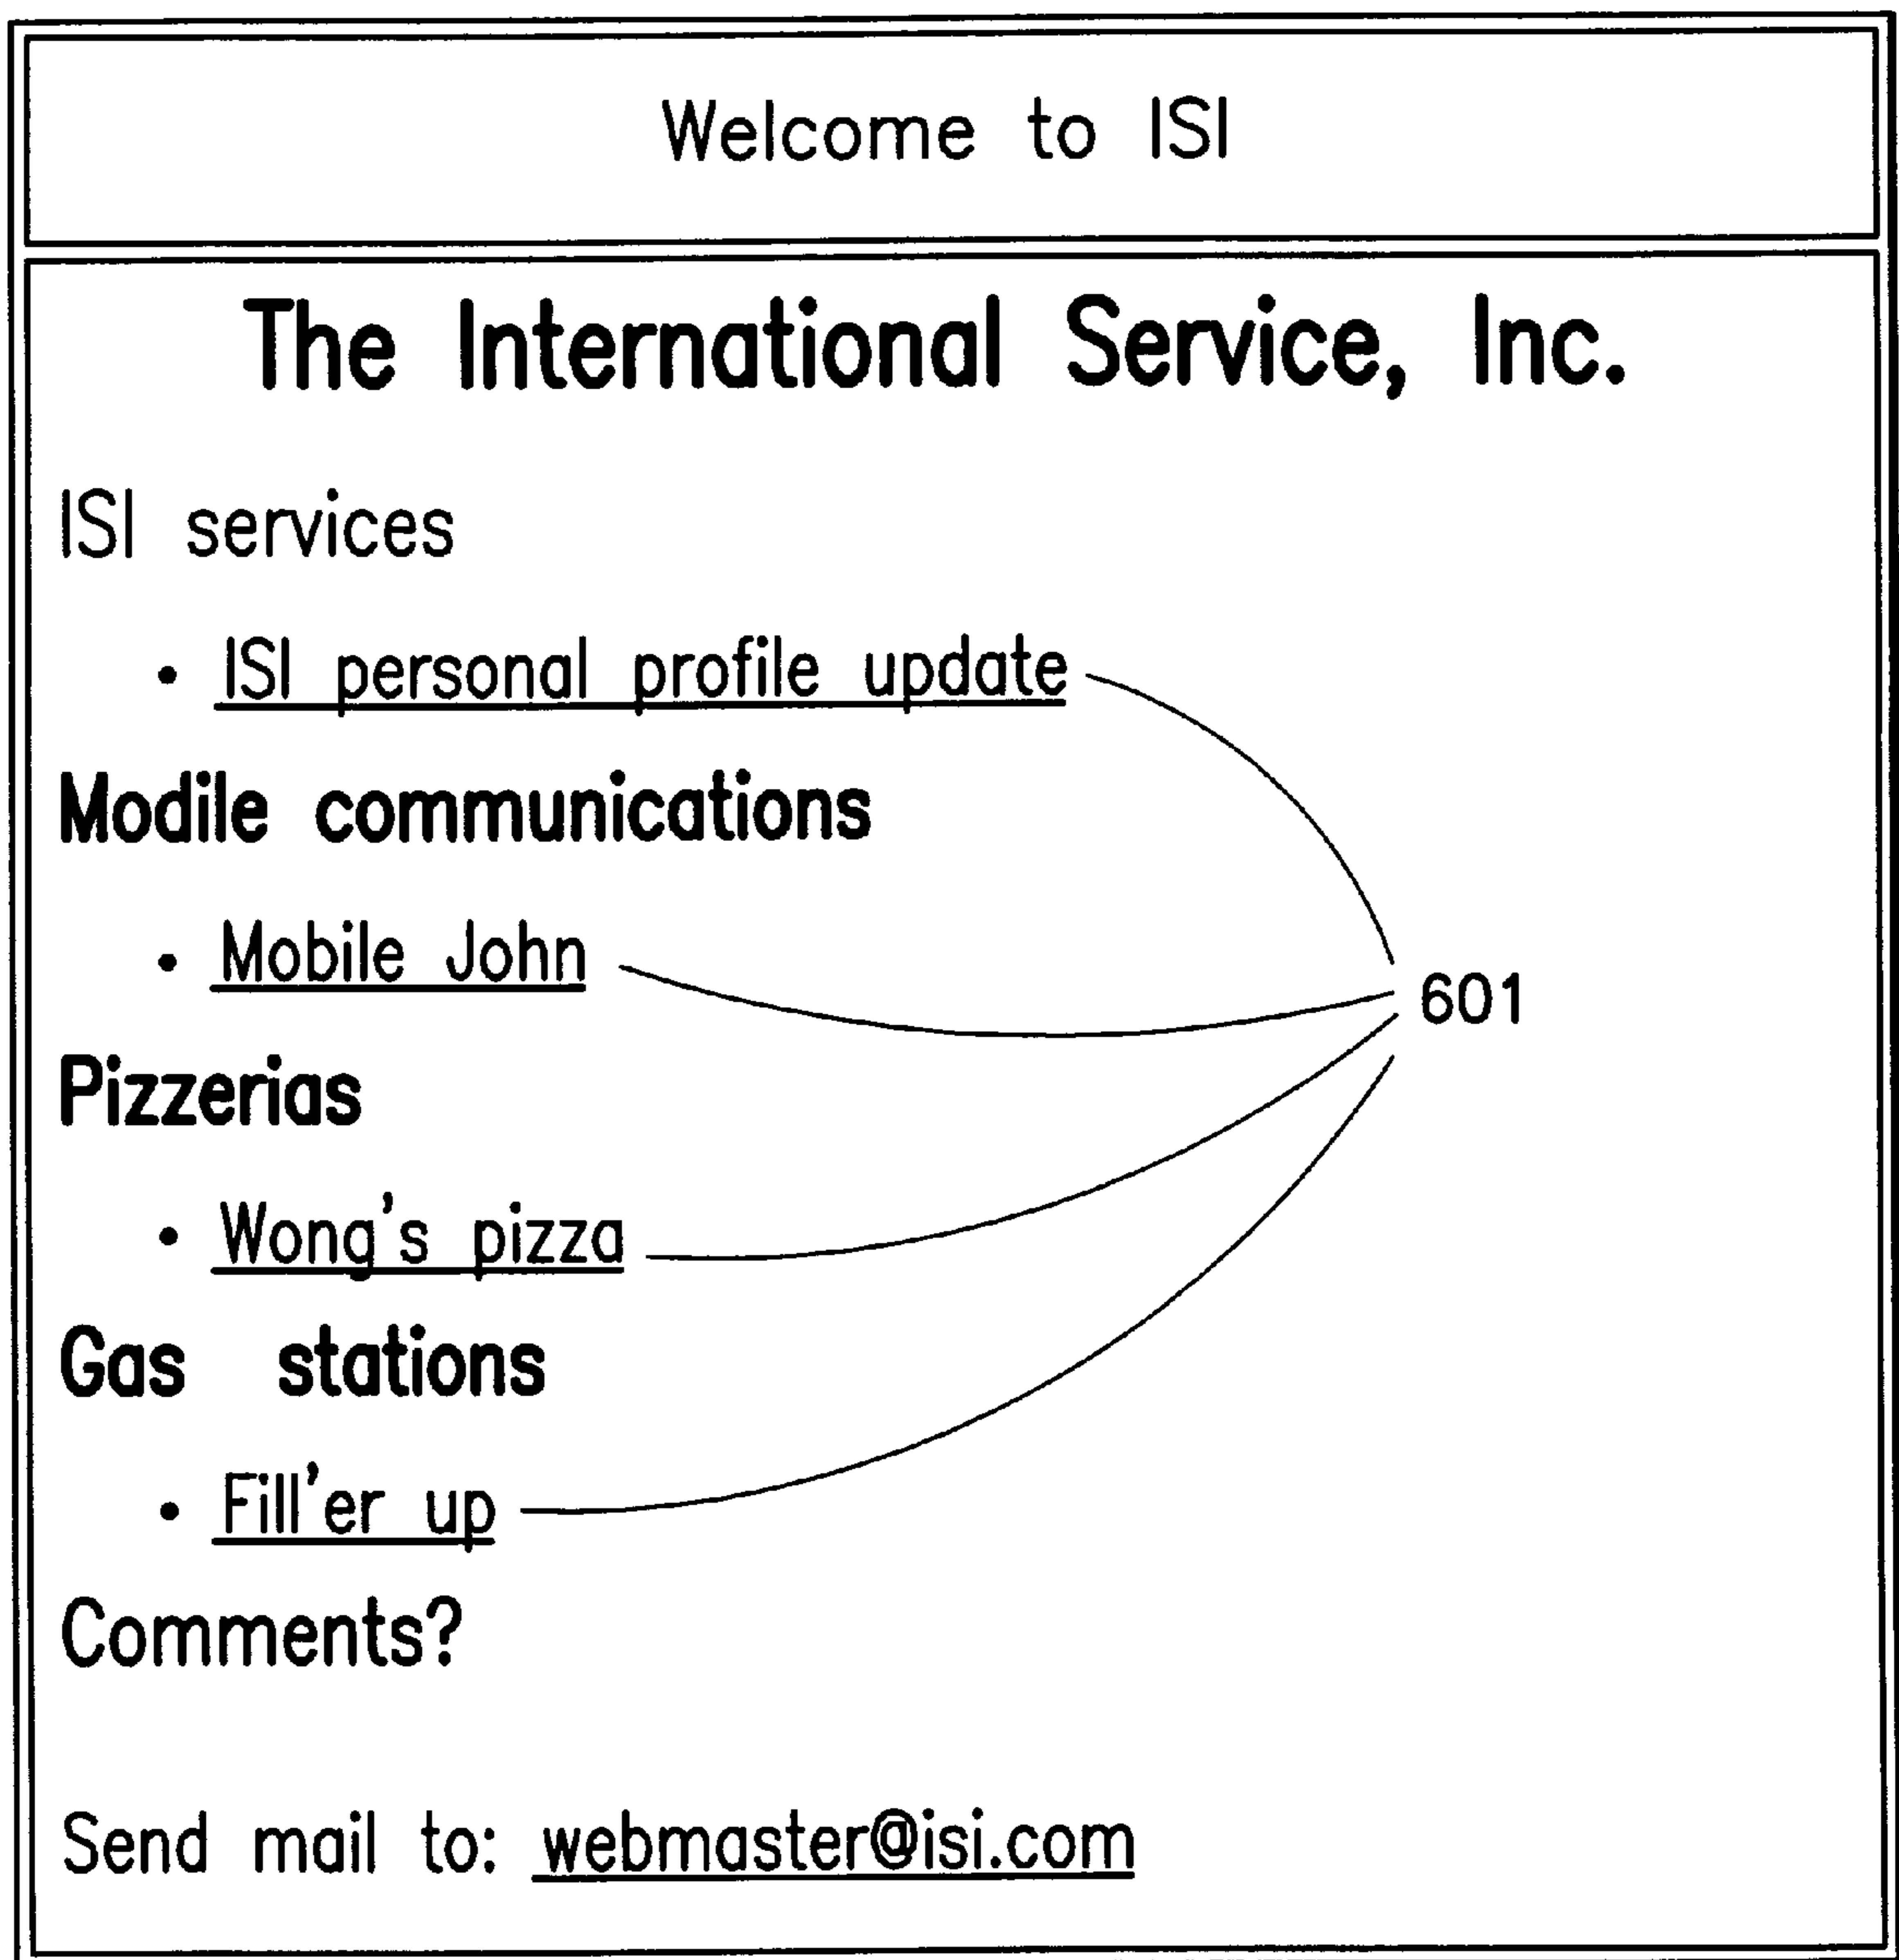 Welcome to ISI
The International Service, Inc.
ISI services
• ISI personal profile update
Modile communications
• Mobile John
601
Pizzerias
• Wong's pizza
Gas stations
• Fill'er up
Comments?
Send mail to: webmaster@isi.com